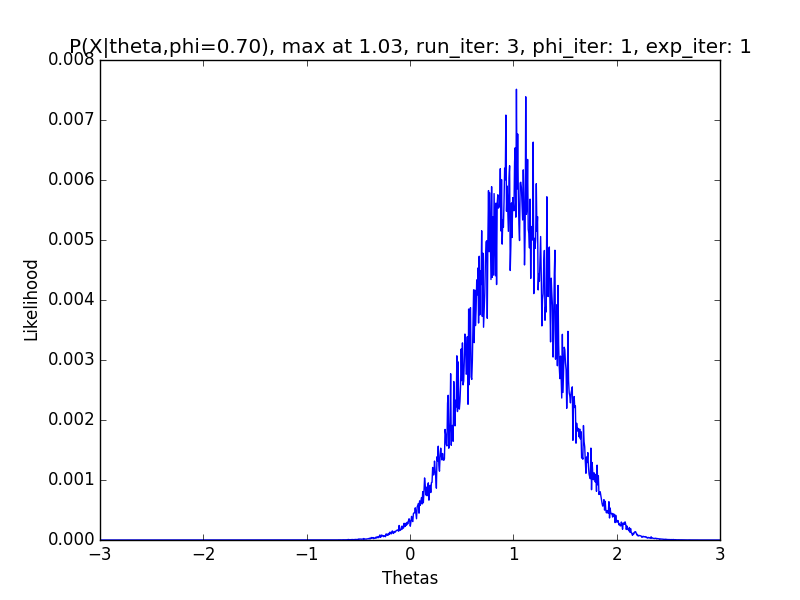 P(X|theta,phi=0.70), max at 1.03, run_iter: 3, phi_iter: 1, exp_iter: 1
0.008
0.007
0.006
0.005
0.004
0.003
0.002
0.001
0.000
Likelihood
−3 −2 −1 0 1 2 3
Thetas